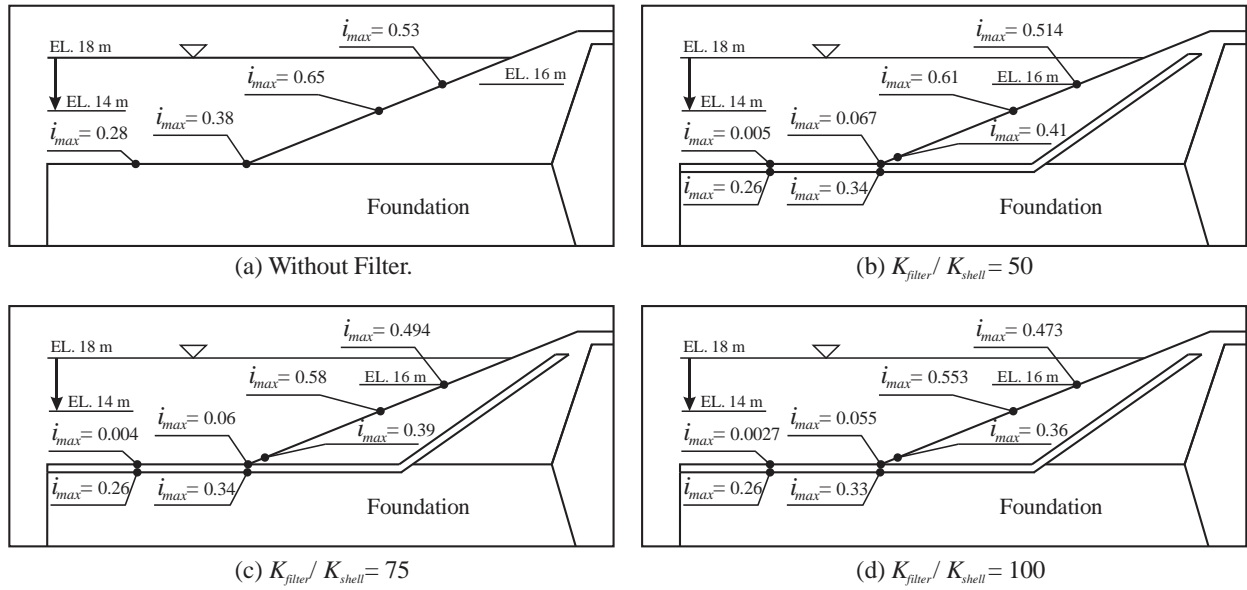 EL. 18 m
i_max= 0.53
i_max= 0.65
EL. 16 m
EL. 14 m
i_max= 0.28
i_max= 0.38
Foundation
(a) Without Filter.
EL. 18 m
i_max= 0.514
i_max= 0.61
EL. 16 m
EL. 14 m
i_max= 0.005
i_max= 0.067
i_max= 0.41
i_max= 0.26
i_max= 0.34
Foundation
(b) K_filter/ K_shell = 50
EL. 18 m
i_max= 0.494
i_max= 0.58
EL. 16 m
EL. 14 m
i_max= 0.004
i_max= 0.06
i_max= 0.39
i_max= 0.26
i_max= 0.34
Foundation
(c) K_filter/ K_shell = 75
EL. 18 m
i_max= 0.473
i_max= 0.553
EL. 16 m
EL. 14 m
i_max= 0.0027
i_max= 0.055
i_max= 0.36
i_max= 0.26
i_max= 0.33
Foundation
(d) K_filter/ K_shell = 100